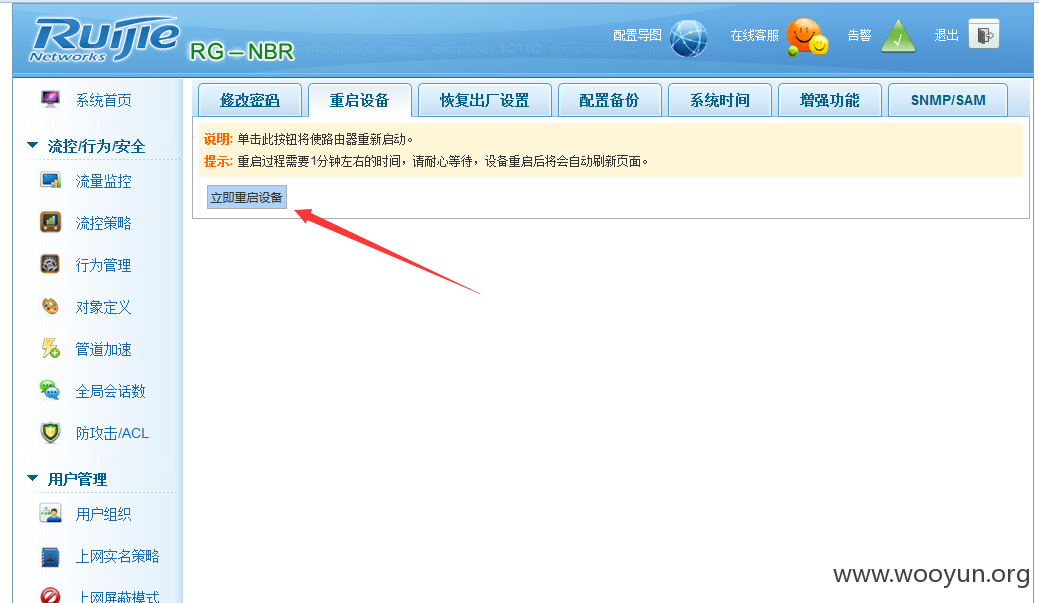 Ruijie
Networks
RG-NBR
配置导图
在线客服
告警
退出
系统首页
流控/行为/安全
流量监控
流控策略
行为管理
对象定义
管道加速
全局会话数
防攻击/ACL
用户管理
用户组织
上网实名策略
上网屏蔽模式
修改密码
重启设备
恢复出厂设置
配置备份
系统时间
增强功能
SNMP/SAM
说明: 单击此按钮将使路由器重新启动。
提示: 重启过程需要1分钟左右的时间，请耐心等待，设备重启后将会自动刷新页面。
立即重启设备
www.wooyun.org